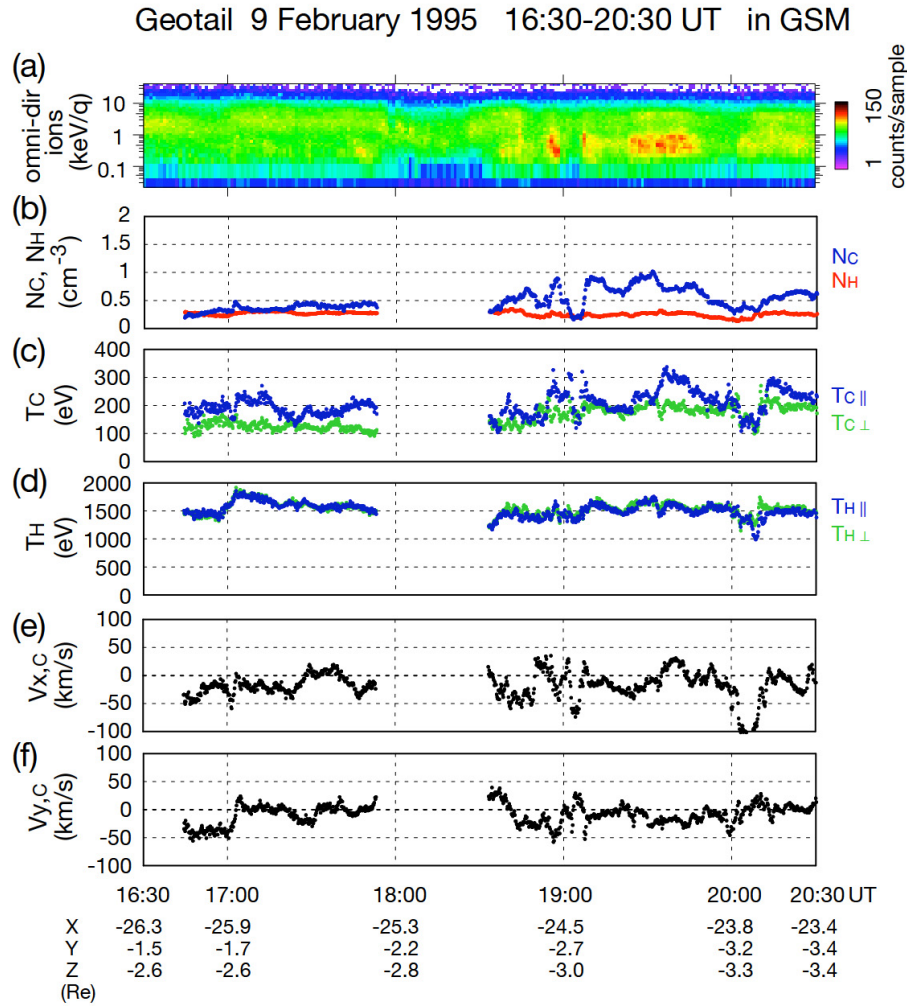 Geotail 9 February 1995 16:30-20:30 UT in GSM
(a)
omni-dir
ions
(keV/q)
10
1
0.1
150
1
counts/sample
(b)
NC, NH
(cm-3)
2
1.5
1
0.5
0
NC
NH
(c)
TC
(eV)
400
300
200
100
0
TC ||
TC ⊥
(d)
TH
(eV)
2000
1500
1000
500
0
TH ||
TH ⊥
(e)
Vx,C
(km/s)
100
50
0
-50
-100
(f)
Vy,C
(km/s)
100
50
0
-50
-100
16:30 17:00 18:00 19:00 20:00 20:30 UT
X -26.3 -25.9 -25.3 -24.5 -23.8 -23.4
Y -1.5 -1.7 -2.2 -2.7 -3.2 -3.4
Z -2.6 -2.6 -2.8 -3.0 -3.3 -3.4
(Re)